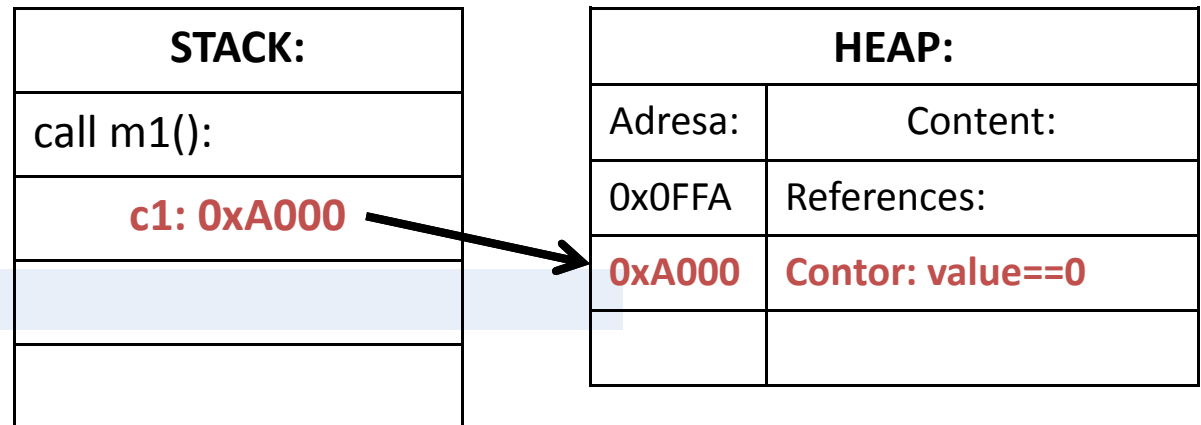 STACK:
call m1():
c1: 0xA000
HEAP:
Adresa: Content:
0x0FFA References:
0xA000 Contor: value==0